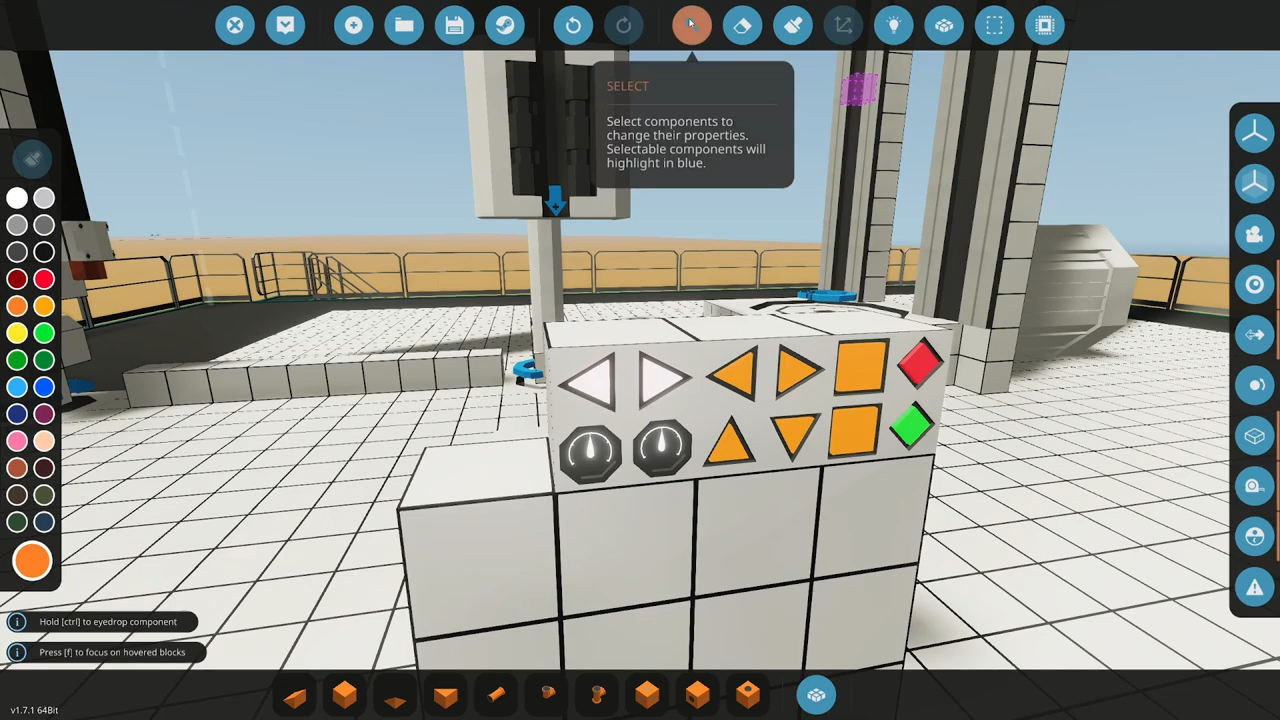 SELECT
Select components to
change their properties.
Selectable components will
highlight in blue.
Hold [ctrl] to eyedrop component
Press [f] to focus on hovered blocks
v1.7.1 64Bit